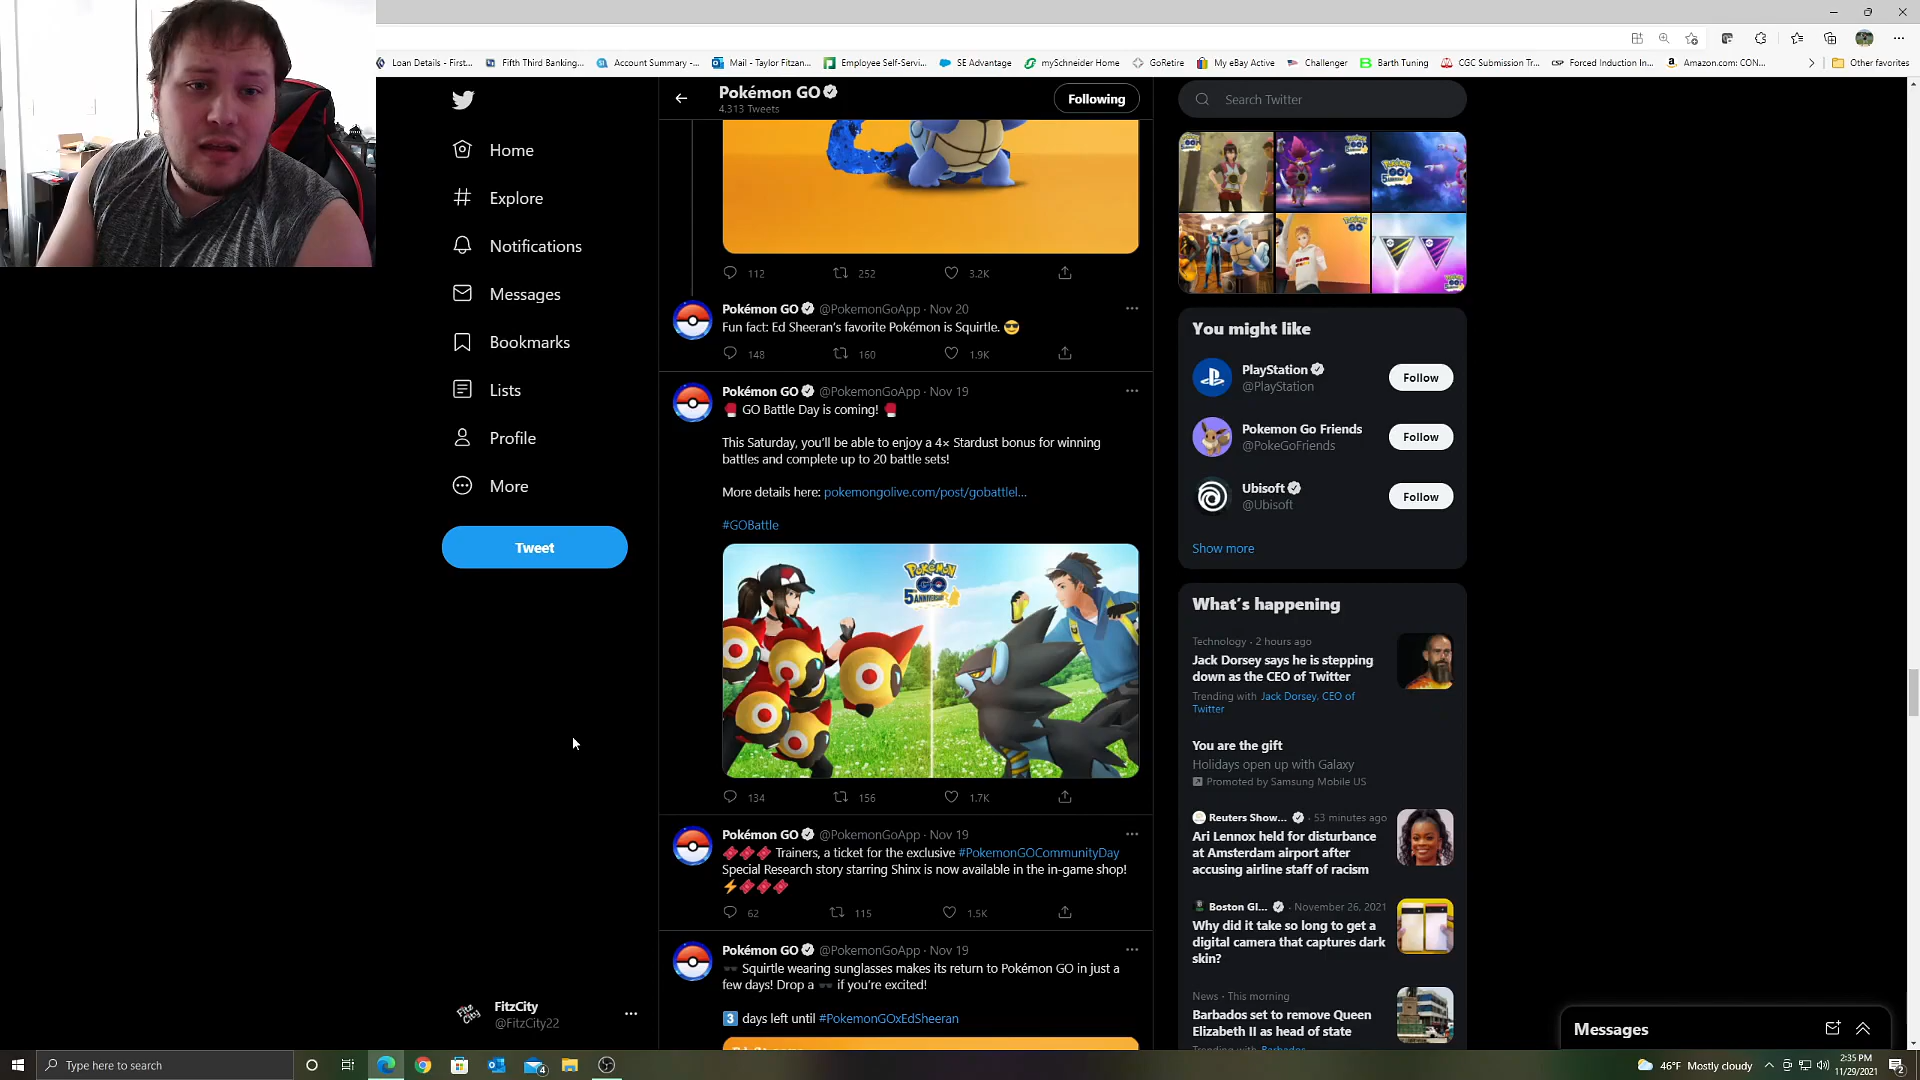 Loan Details - First...
Fifth Third Banking...
Account Summary -...
Mail - Taylor Fitzan...
Employee Self-Servi...
SE Advantage
mySchneider Home
GoRetire
My eBay Active
Challenger
Barth Tuning
CGC Submission Tr...
Forced Induction In...
Amazon.com: CON...
Other favorites
Home
Explore
Notifications
Messages
Bookmarks
Lists
Profile
More
Tweet
FitzCity
@FitzCity22
Pokémon GO
4,313 Tweets
Following
112 252 3.2K
Pokémon GO @PokemonGoApp · Nov 20
Fun fact: Ed Sheeran's favorite Pokémon is Squirtle. 😎
148 160 1.9K
Pokémon GO @PokemonGoApp · Nov 19
🥊 GO Battle Day is coming! 🥊
This Saturday, you'll be able to enjoy a 4× Stardust bonus for winning
battles and complete up to 20 battle sets!
More details here: pokemongolive.com/post/gobattlel...
#GOBattle
POKÉMON
GO
5TH ANNIVERSARY
134 156 1.7K
Pokémon GO @PokemonGoApp · Nov 19
Trainers, a ticket for the exclusive #PokemonGOCommunityDay
Special Research story starring Shinx is now available in the in-game shop!
62 115 1.5K
Pokémon GO @PokemonGoApp · Nov 19
🕶️ Squirtle wearing sunglasses makes its return to Pokémon GO in just a
few days! Drop a 🕶️ if you're excited!
3 days left until #PokemonGOxEdSheeran
Search Twitter
You might like
PlayStation
@PlayStation
Follow
Pokemon Go Friends
@PokeGoFriends
Follow
Ubisoft
@Ubisoft
Follow
Show more
What's happening
Technology · 2 hours ago
Jack Dorsey says he is stepping
down as the CEO of Twitter
Trending with Jack Dorsey, CEO of
Twitter
You are the gift
Holidays open up with Galaxy
Promoted by Samsung Mobile US
Reuters Show... · 53 minutes ago
Ari Lennox held for disturbance
at Amsterdam airport after
accusing airline staff of racism
Boston Gl... · November 26, 2021
Why did it take so long to get a
digital camera that captures dark
skin?
News · This morning
Barbados set to remove Queen
Elizabeth II as head of state
Trending with Barbados
Messages
Type here to search
4
46°F Mostly cloudy
2:35 PM
11/29/2021
2